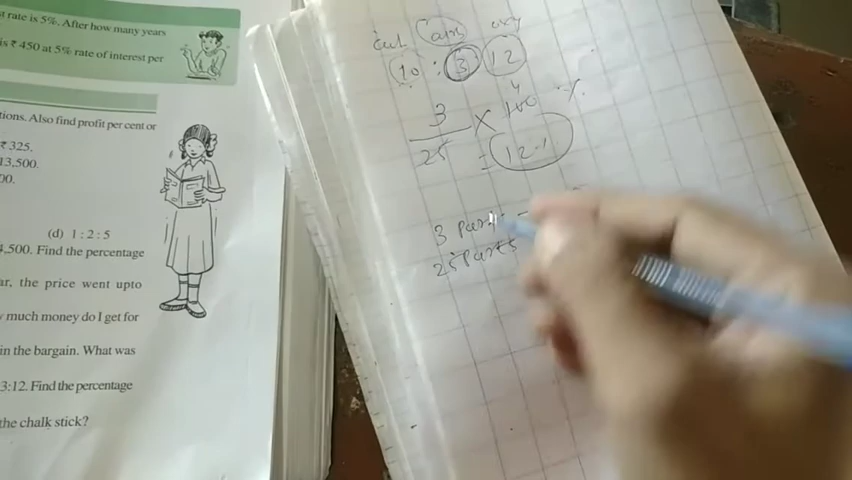 st rate is 5%. After how many years
is ₹ 450 at 5% rate of interest per
tions. Also find profit per cent or
₹ 325.
13,500.
00.
(d) 1 : 2 : 5
4,500. Find the percentage
ar, the price went upto
y much money do I get for
in the bargain. What was
3:12. Find the percentage
the chalk stick?
10 : 3 12
3
25
× 100 %
4
= 12%
3 Parts -
25 Parts